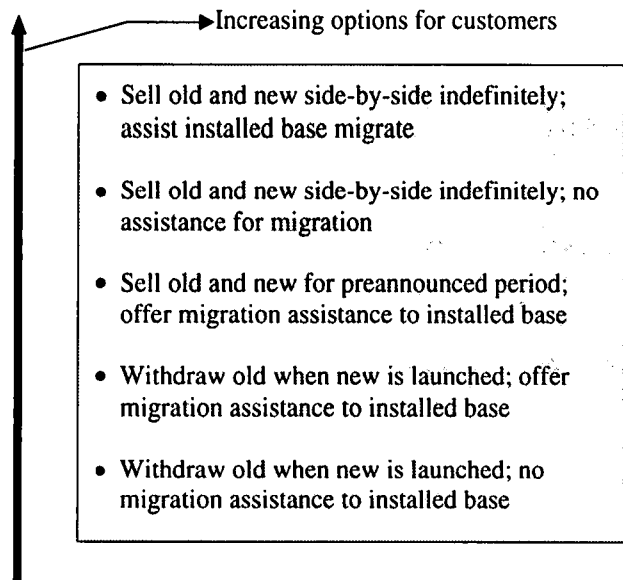 Increasing options for customers
• Sell old and new side-by-side indefinitely;
assist installed base migrate
• Sell old and new side-by-side indefinitely; no
assistance for migration
• Sell old and new for preannounced period;
offer migration assistance to installed base
• Withdraw old when new is launched; offer
migration assistance to installed base
• Withdraw old when new is launched; no
migration assistance to installed base